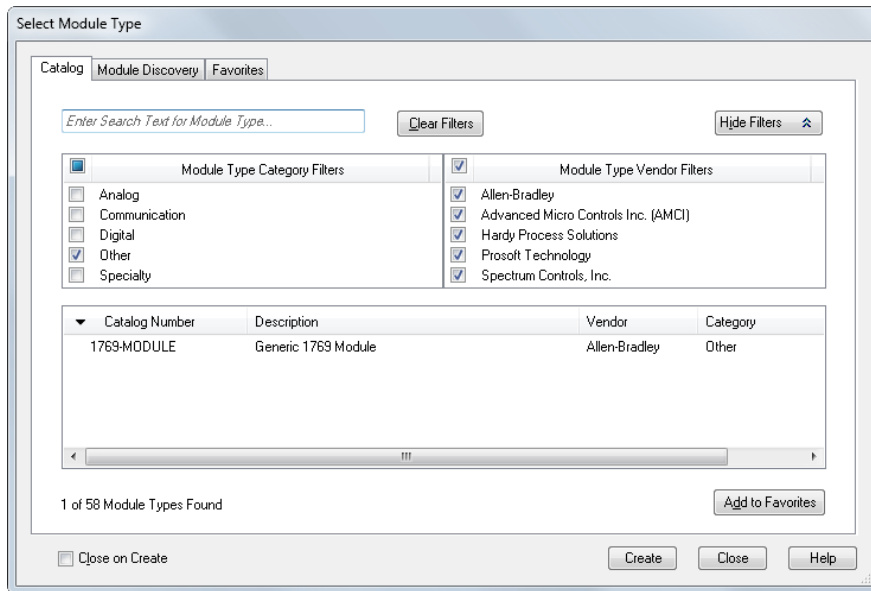 Select Module Type
Catalog Module Discovery Favorites
Enter Search Text for Module Type...
Clear Filters
Hide Filters
Module Type Category Filters
Module Type Vendor Filters
Analog
Allen-Bradley
Communication
Advanced Micro Controls Inc. (AMCI)
Digital
Hardy Process Solutions
Other
Prosoft Technology
Specialty
Spectrum Controls, Inc.
Catalog Number Description Vendor Category
1769-MODULE Generic 1769 Module Allen-Bradley Other
1 of 58 Module Types Found
Add to Favorites
Close on Create
Create
Close
Help